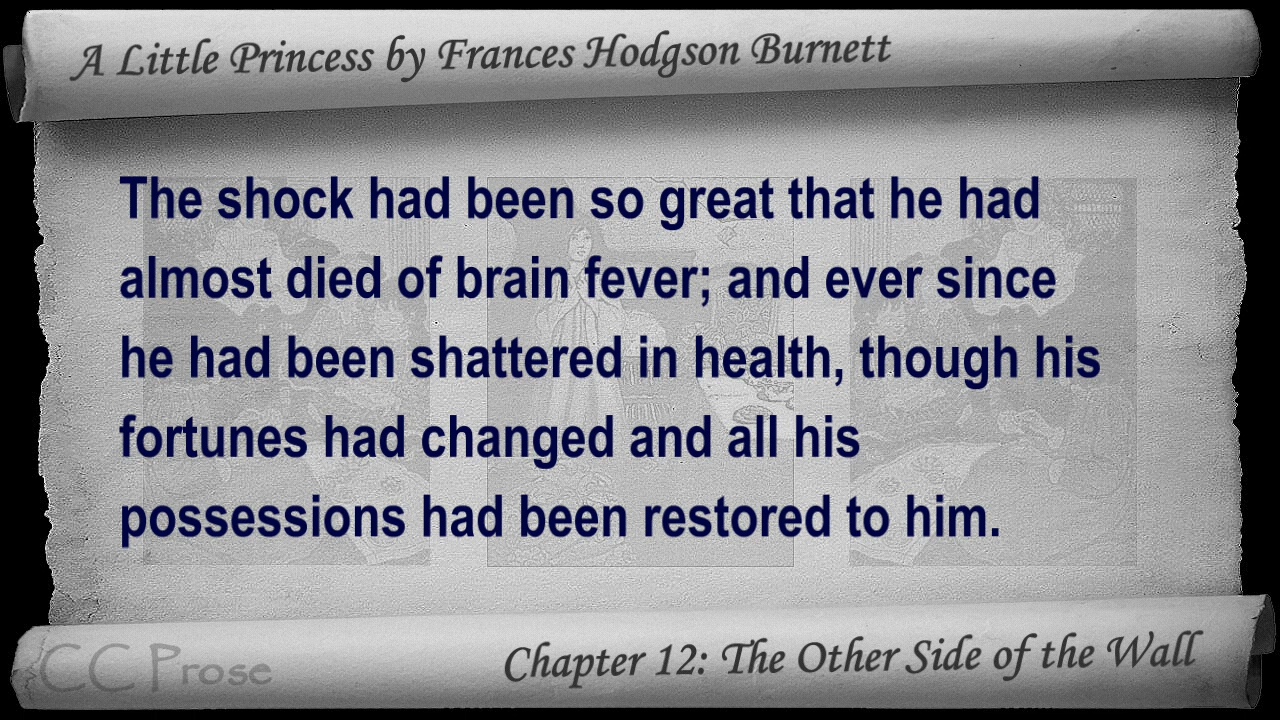 A Little Princess by Frances Hodgson Burnett
The shock had been so great that he had
almost died of brain fever; and ever since
he had been shattered in health, though his
fortunes had changed and all his
possessions had been restored to him.
CC Prose
Chapter 12: The Other Side of the Wall